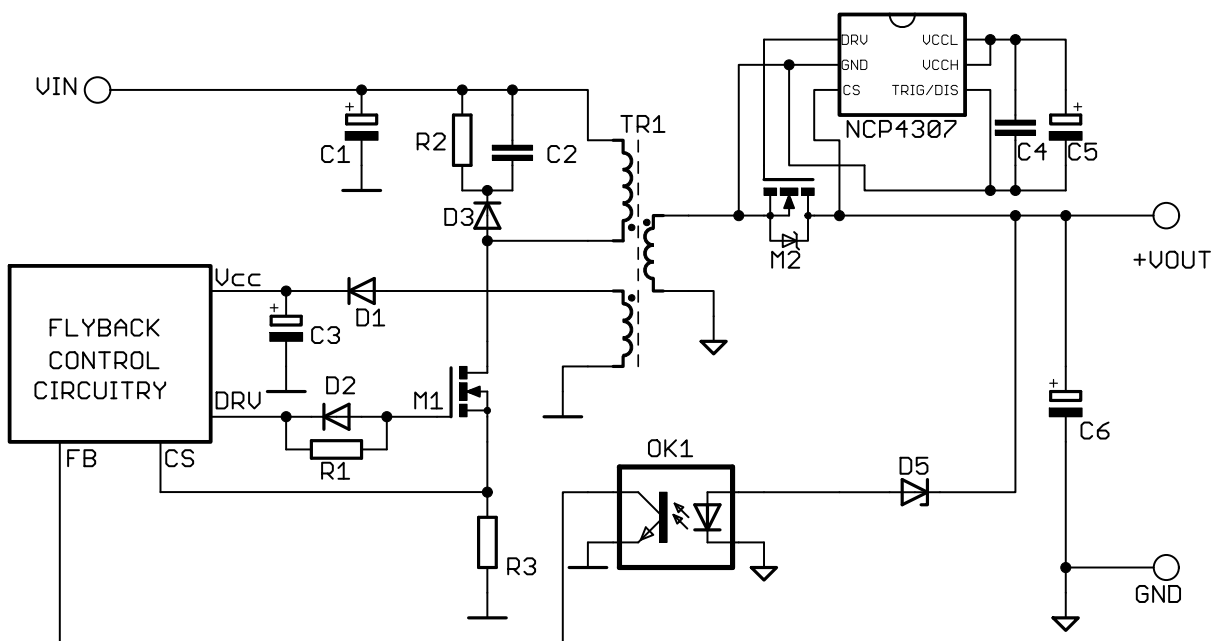 VIN
C1
R2
C2
D3
TR1
DRV
GND
CS
VCCL
VCCH
TRIG/DIS
NCP4307
C4
C5
M2
+VOUT
Vcc
D1
C3
FLYBACK
CONTROL
CIRCUITRY
DRV
D2
M1
R1
FB
CS
R3
OK1
D5
C6
GND